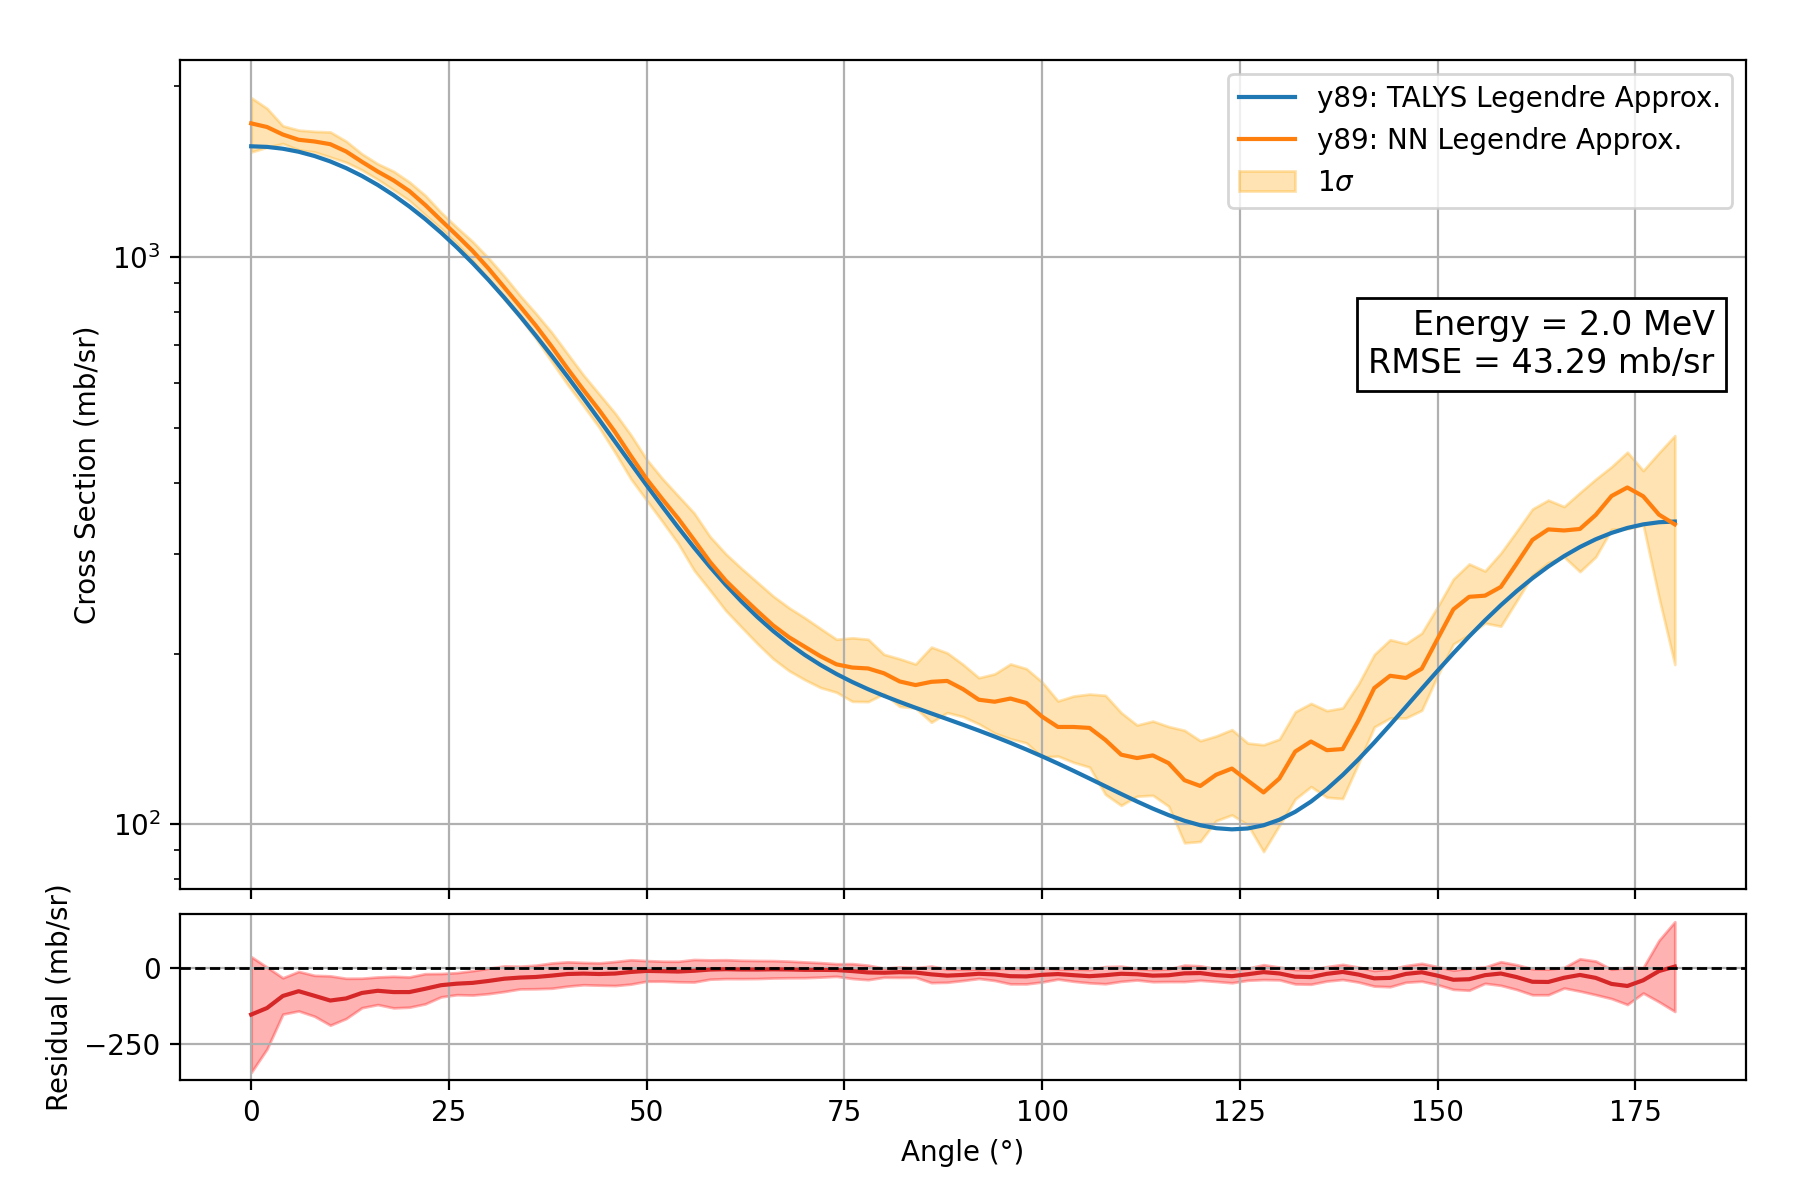 y89: TALYS Legendre Approx.
y89: NN Legendre Approx.
1σ
10³
Energy = 2.0 MeV
RMSE = 43.29 mb/sr
Cross Section (mb/sr)
10²
Residual (mb/sr)
0
−250
0 25 50 75 100 125 150 175
Angle (°)